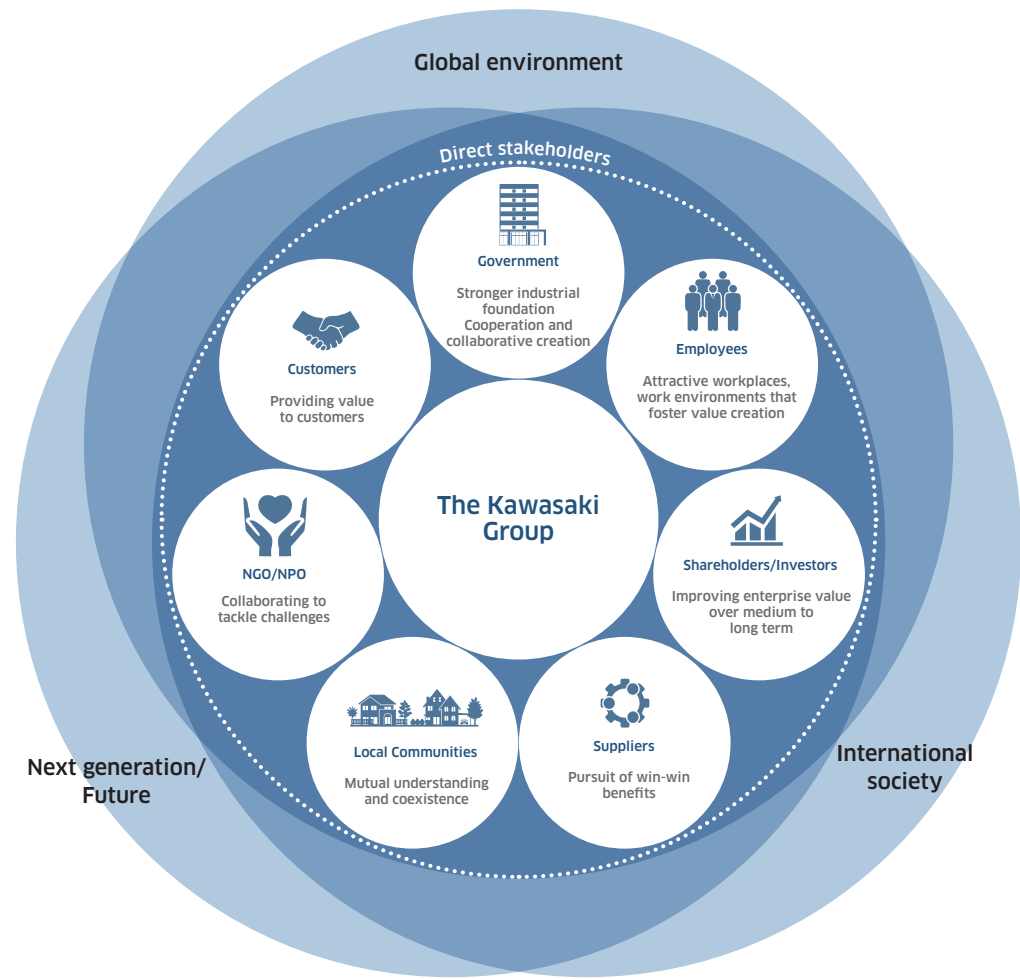 Global environment
Direct stakeholders
Government
Stronger industrial
foundation
Cooperation and
collaborative creation
Customers
Providing value
to customers
Employees
Attractive workplaces,
work environments that
foster value creation
The Kawasaki
Group
NGO/NPO
Collaborating to
tackle challenges
Shareholders/Investors
Improving enterprise value
over medium to
long term
Local Communities
Mutual understanding
and coexistence
Suppliers
Pursuit of win-win
benefits
Next generation/
Future
International
society